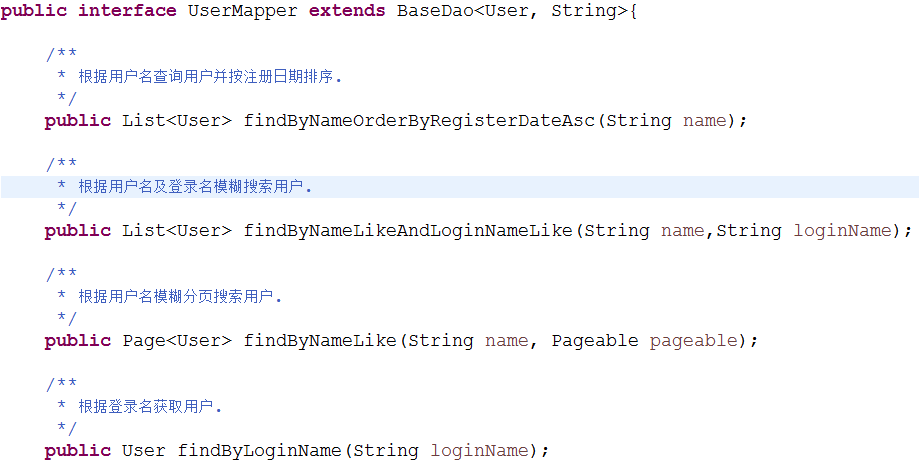 public interface UserMapper extends BaseDao<User, String>{
/**
* 根据用户名查询用户并按注册日期排序.
*/
public List<User> findByNameOrderByRegisterDateAsc(String name);
/**
* 根据用户名及登录名模糊搜索用户.
*/
public List<User> findByNameLikeAndLoginNameLike(String name,String loginName);
/**
* 根据用户名模糊分页搜索用户.
*/
public Page<User> findByNameLike(String name, Pageable pageable);
/**
* 根据登录名获取用户.
*/
public User findByLoginName(String loginName);